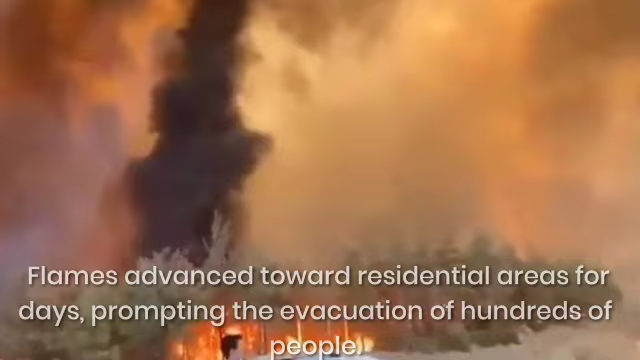 Flames advanced toward residential areas for
days, prompting the evacuation of hundreds of
people.